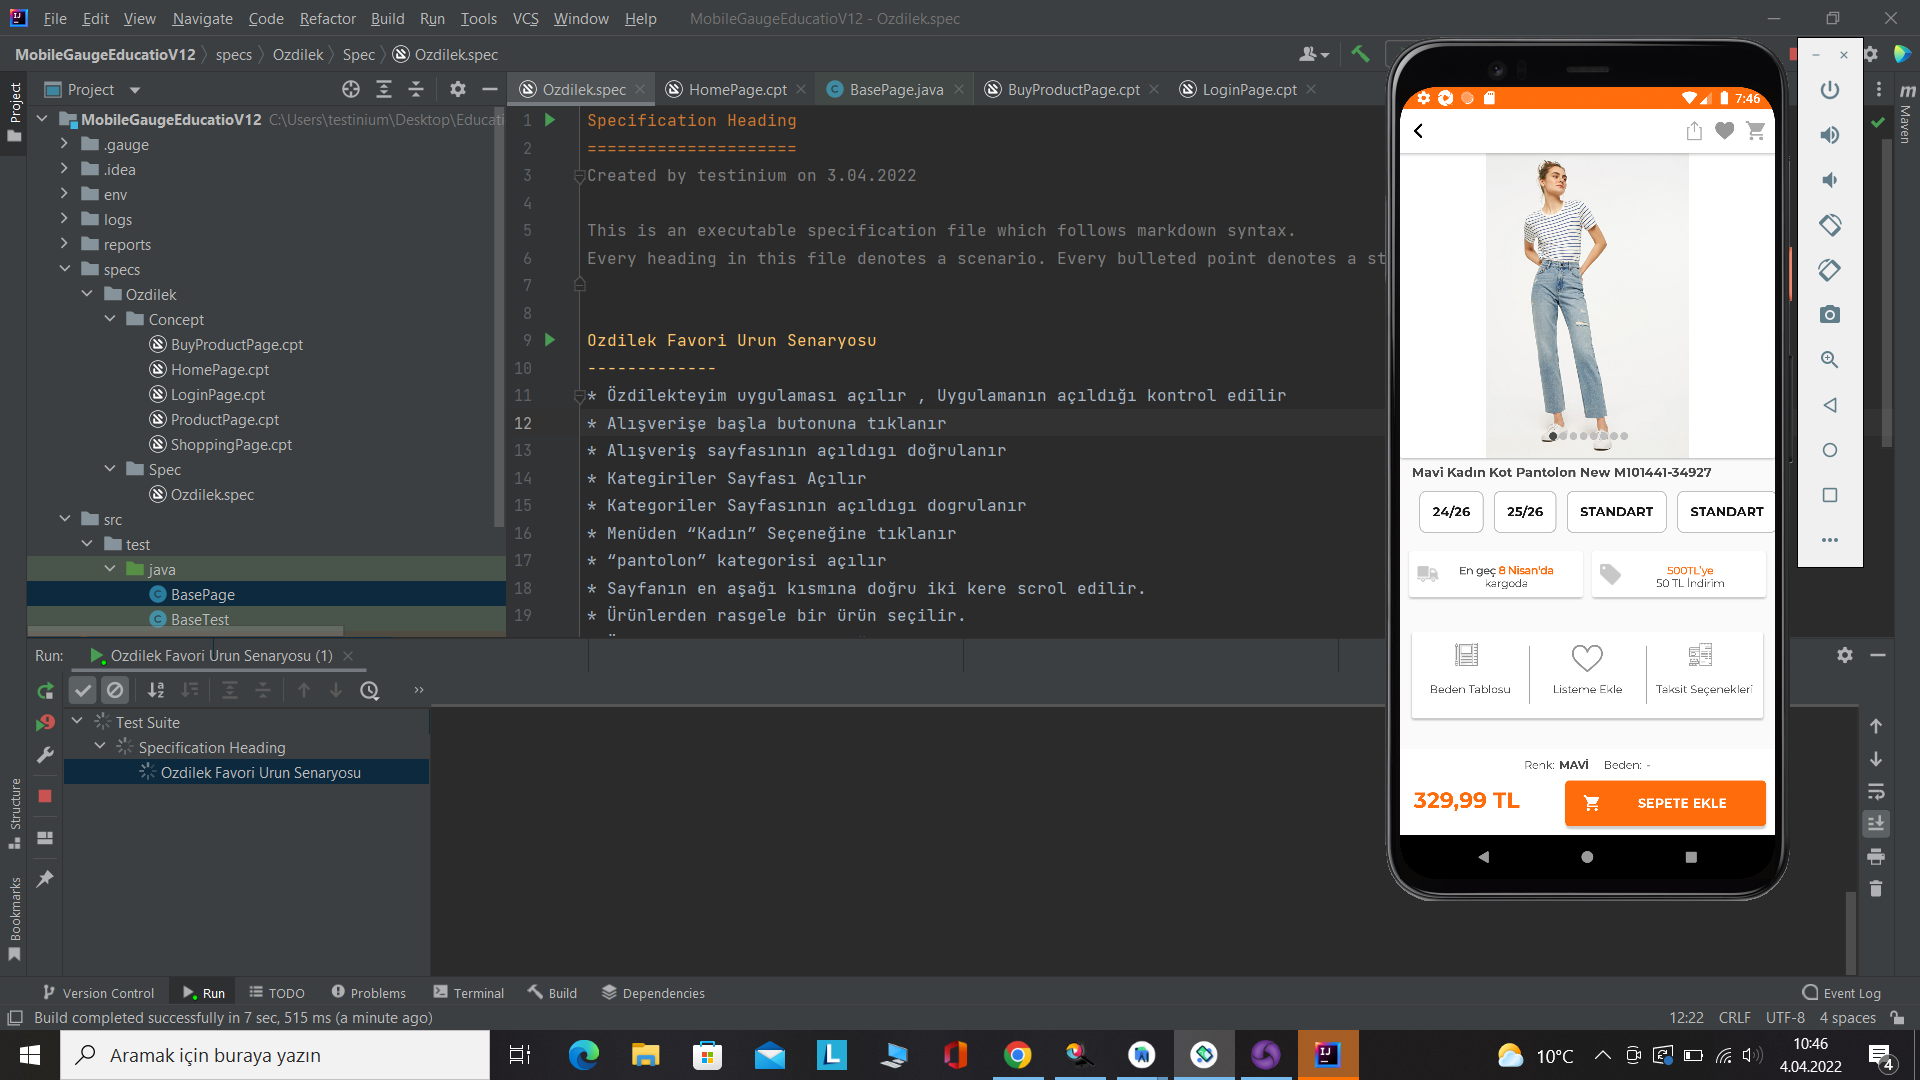 File Edit View Navigate Code Refactor Build Run Tools VCS Window Help MobileGaugeEducatioV12 - Ozdilek.spec
MobileGaugeEducatioV12 specs Ozdilek Spec Ozdilek.spec
Project
Project
Ozdilek.spec HomePage.cpt BasePage.java BuyProductPage.cpt LoginPage.cpt
MobileGaugeEducatioV12 C:\Users\testinium\Desktop\Educati
.gauge
.idea
env
logs
reports
specs
Ozdilek
Concept
BuyProductPage.cpt
HomePage.cpt
LoginPage.cpt
ProductPage.cpt
ShoppingPage.cpt
Spec
Ozdilek.spec
src
test
java
BasePage
BaseTest
1 Specification Heading
2 =====================
3 Created by testinium on 3.04.2022
4
5 This is an executable specification file which follows markdown syntax.
6 Every heading in this file denotes a scenario. Every bulleted point denotes a st
7
8
9 Ozdilek Favori Urun Senaryosu
10 -------------
11 * Özdilekteyim uygulaması açılır , Uygulamanın açıldığı kontrol edilir
12 * Alışverişe başla butonuna tıklanır
13 * Alışveriş sayfasının açıldıgı doğrulanır
14 * Kategiriler Sayfası Açılır
15 * Kategoriler Sayfasının açıldıgı dogrulanır
16 * Menüden “Kadın” Seçeneğine tıklanır
17 * “pantolon” kategorisi açılır
18 * Sayfanın en aşağı kısmına doğru iki kere scrol edilir.
19 * Ürünlerden rasgele bir ürün seçilir.
7:46
Mavi Kadın Kot Pantolon New M101441-34927
24/26 25/26 STANDART STANDART
En geç 8 Nisan'da
kargoda
500TL'ye
50 TL İndirim
Beden Tablosu Listeme Ekle Taksit Seçenekleri
Renk: MAVİ Beden: -
329,99 TL SEPETE EKLE
m Maven
Run: Ozdilek Favori Urun Senaryosu (1)
Test Suite
Specification Heading
Ozdilek Favori Urun Senaryosu
Structure
Bookmarks
Version Control Run TODO Problems Terminal Build Dependencies Event Log
Build completed successfully in 7 sec, 515 ms (a minute ago) 12:22 CRLF UTF-8 4 spaces
Aramak için buraya yazın
L
IJ
10°C
10:46
4.04.2022
4